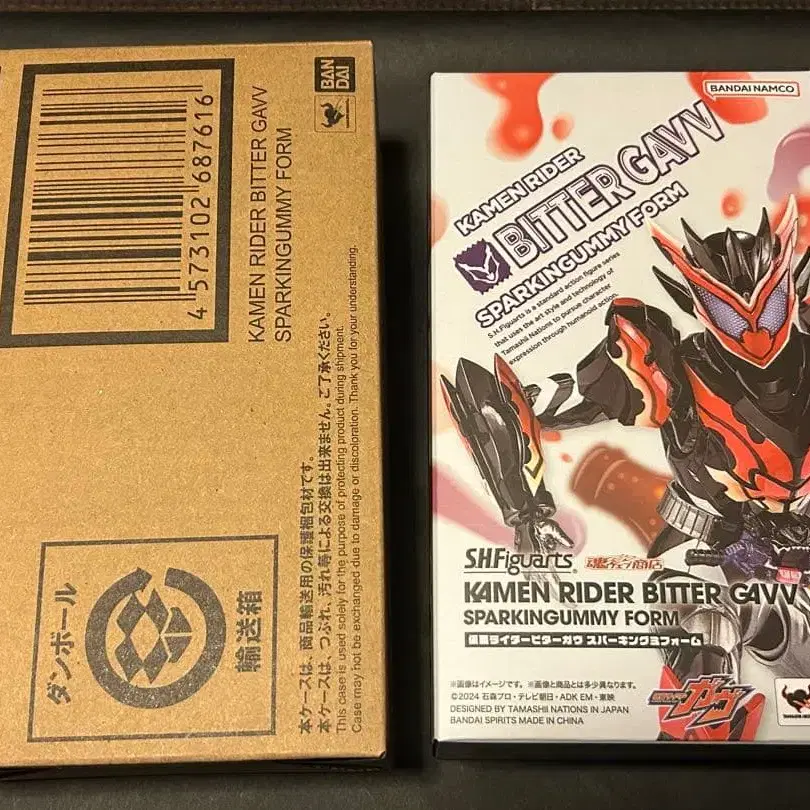 4 573102 687616
KAMEN RIDER BITTER GAVV
SPARKINGUMMY FORM
BAN
DAI
本ケースは、商品輸送用の保護梱包材です。
本ケースは、つぶれ、汚れ等による交換は出来ません。ご了承ください。
This case is used solely for the purpose of protecting product during shipment.
Case may not be exchanged due to damage or discoloration. Thank you for your understanding.
ダンボール
輸送箱
BANDAI NAMCO
KAMEN RIDER
BITTER GAVV
SPARKINGUMMY FORM
S.H.Figuarts is a standard action figure series
that uses the art style and technology of
Tamashii Nations to pursue character
expression through humanoid action.
S.H.Figuarts 魂ウェブ商店
KAMEN RIDER BITTER GAVV
SPARKINGUMMY FORM
仮面ライダービターガヴ スパーキングミフォーム
※画像はイメージです。 ※画像と商品とは多少異なります。
©2024 石森プロ・テレビ朝日・ADK EM・東映
DESIGNED BY TAMASHII NATIONS IN JAPAN
BANDAI SPIRITS MADE IN CHINA
仮面ライダー
ガヴ